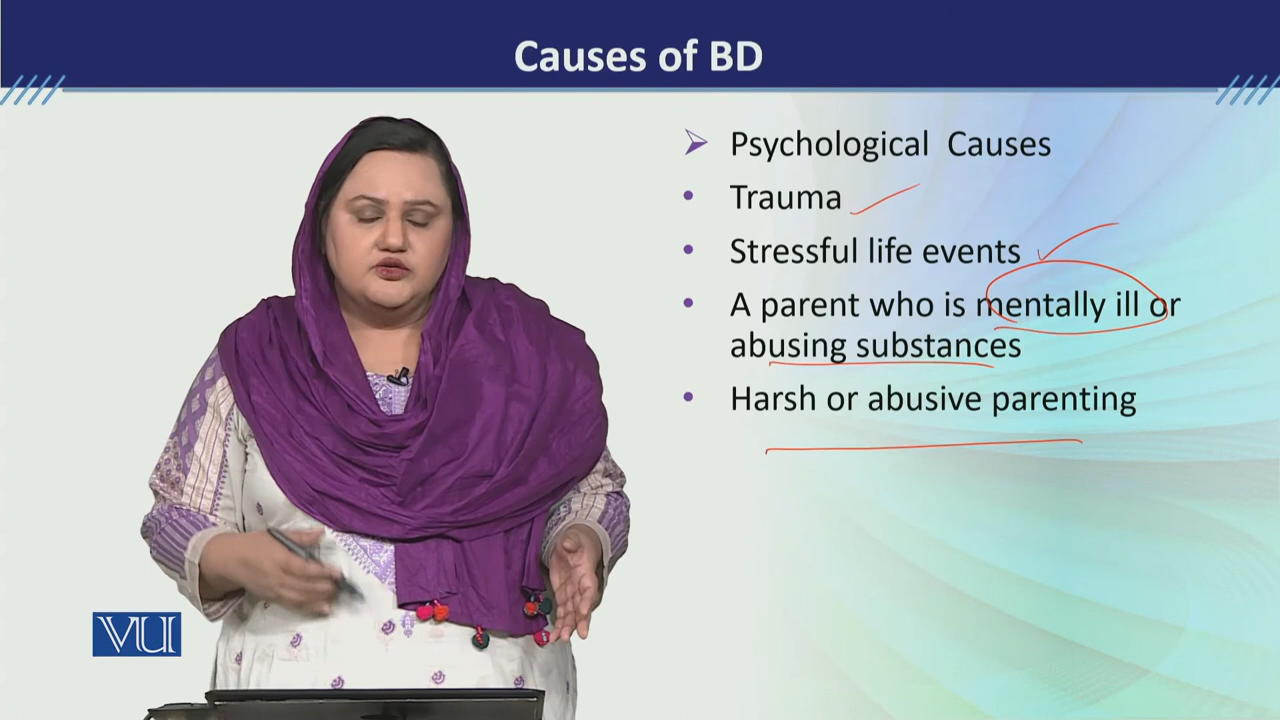 Causes of BD
Psychological Causes
Trauma
Stressful life events
A parent who is mentally ill or
abusing substances
Harsh or abusive parenting
VU